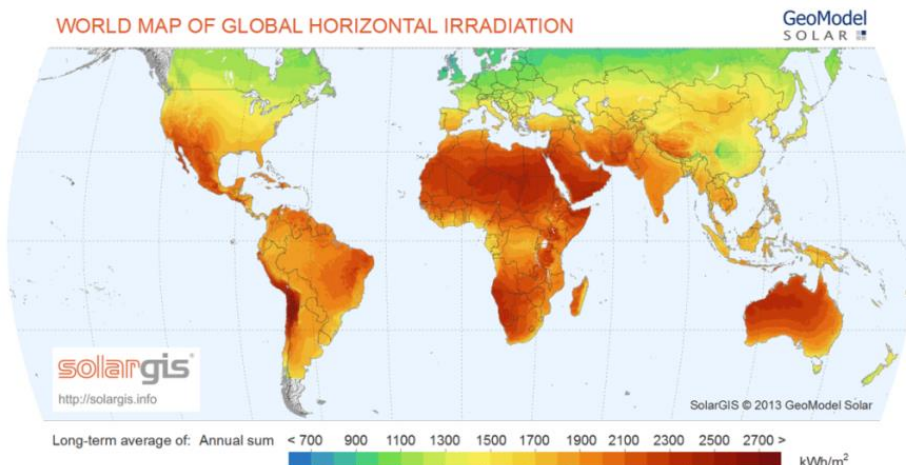 WORLD MAP OF GLOBAL HORIZONTAL IRRADIATION
GeoModel
SOLAR
solargis
http://solargis.info
SolarGIS © 2013 GeoModel Solar
Long-term average of: Annual sum < 700 900 1100 1300 1500 1700 1900 2100 2300 2500 2700 >
kWh/m²